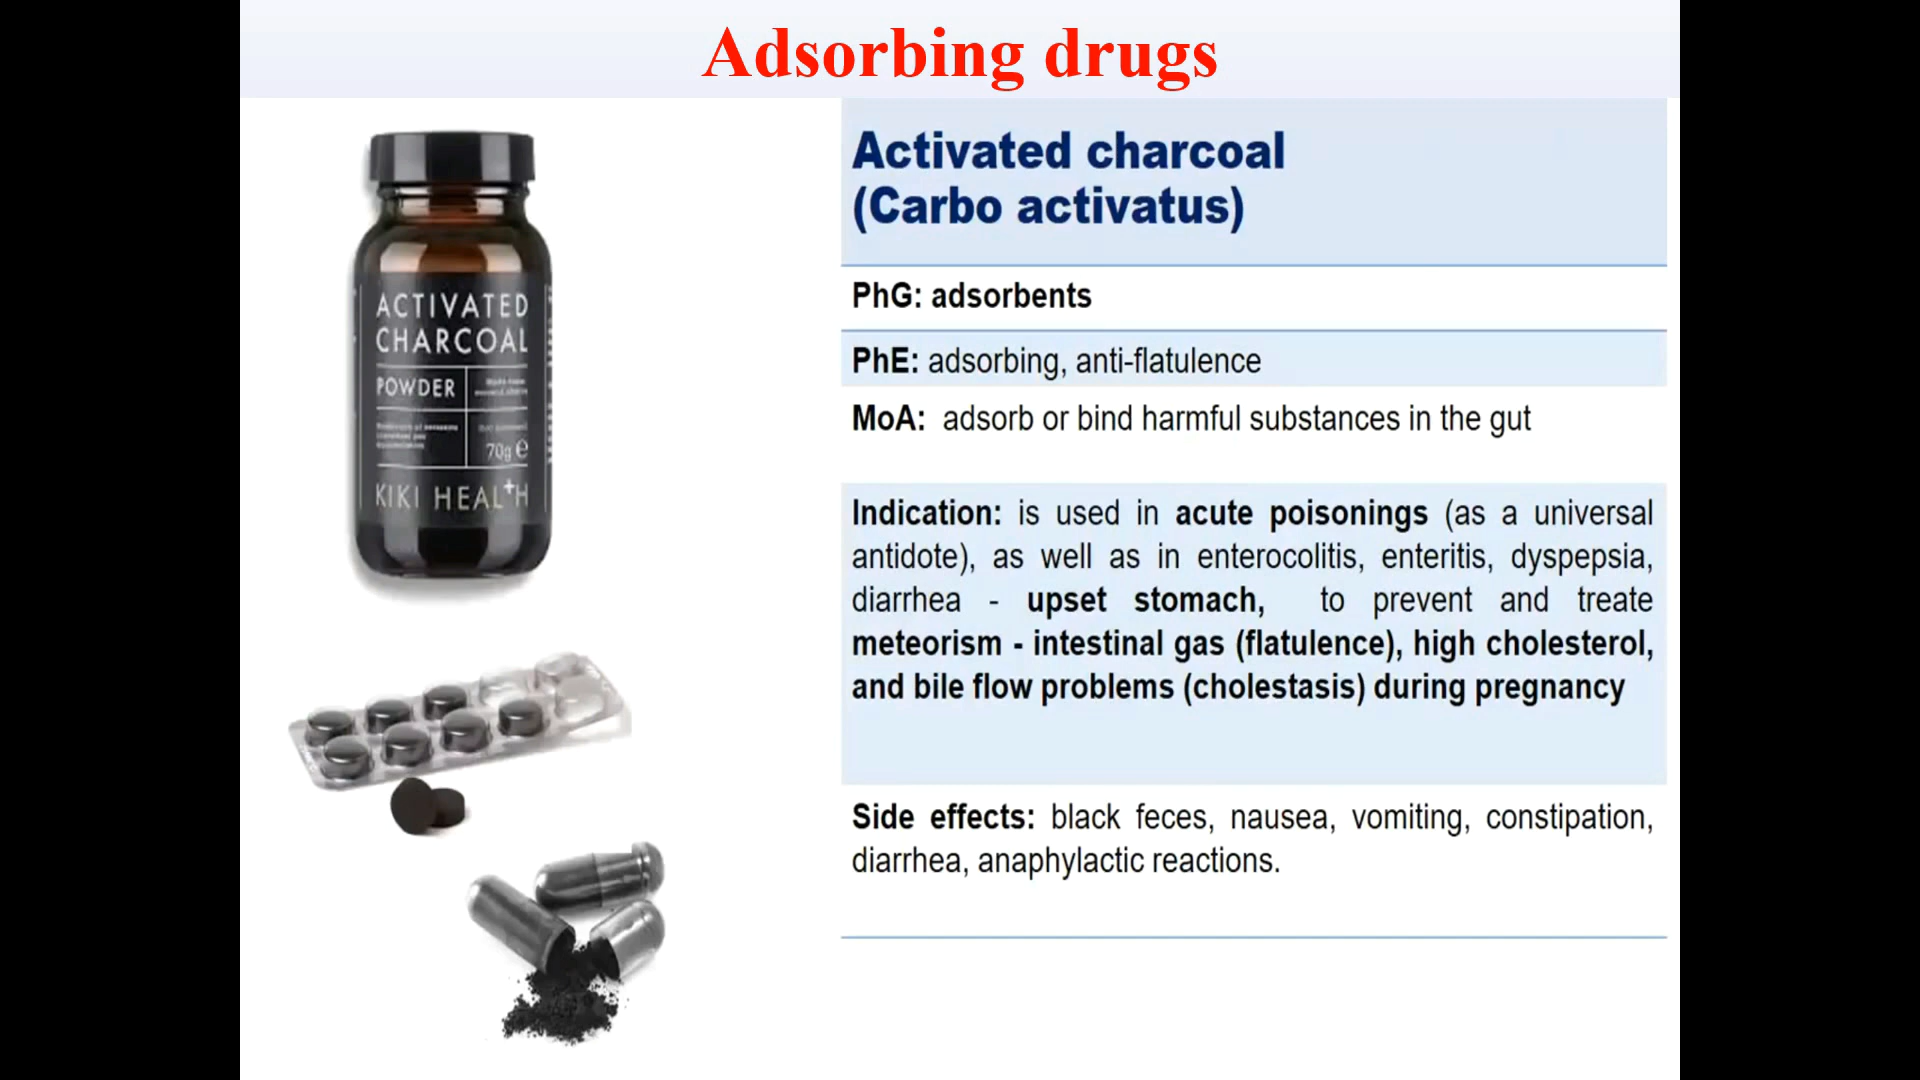 Adsorbing drugs
ACTIVATED
CHARCOAL
POWDER
70g e
KIKI HEAL+H
Activated charcoal
(Carbo activatus)
PhG: adsorbents
PhE: adsorbing, anti-flatulence
MoA: adsorb or bind harmful substances in the gut
Indication: is used in acute poisonings (as a universal
antidote), as well as in enterocolitis, enteritis, dyspepsia,
diarrhea - upset stomach, to prevent and treat
meteorism - intestinal gas (flatulence), high cholesterol,
and bile flow problems (cholestasis) during pregnancy
Side effects: black feces, nausea, vomiting, constipation,
diarrhea, anaphylactic reactions.